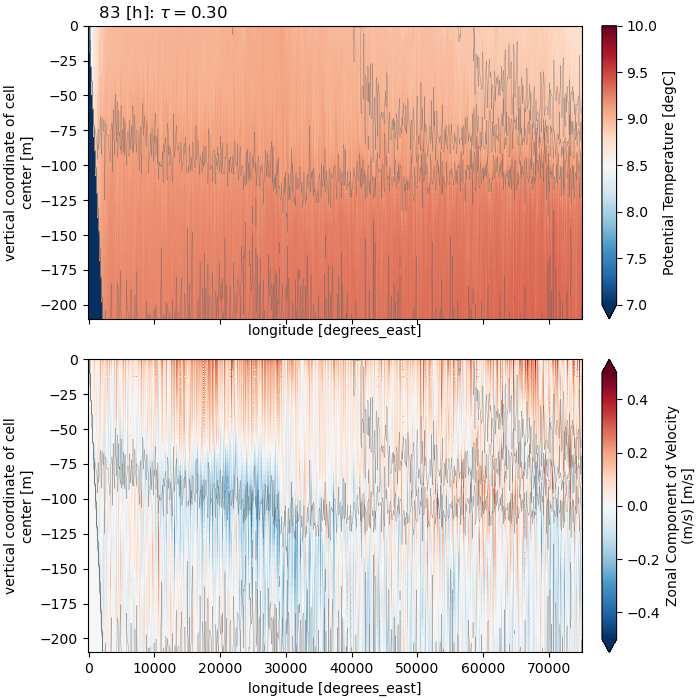 83 [h]: τ = 0.30
0
−25
−50
−75
−100
−125
−150
−175
−200
vertical coordinate of cell
center [m]
longitude [degrees_east]
10.0
9.5
9.0
8.5
8.0
7.5
7.0
Potential Temperature [degC]
0
−25
−50
−75
−100
−125
−150
−175
−200
vertical coordinate of cell
center [m]
0 10000 20000 30000 40000 50000 60000 70000
longitude [degrees_east]
0.4
0.2
0.0
−0.2
−0.4
Zonal Component of Velocity
(m/s) [m/s]